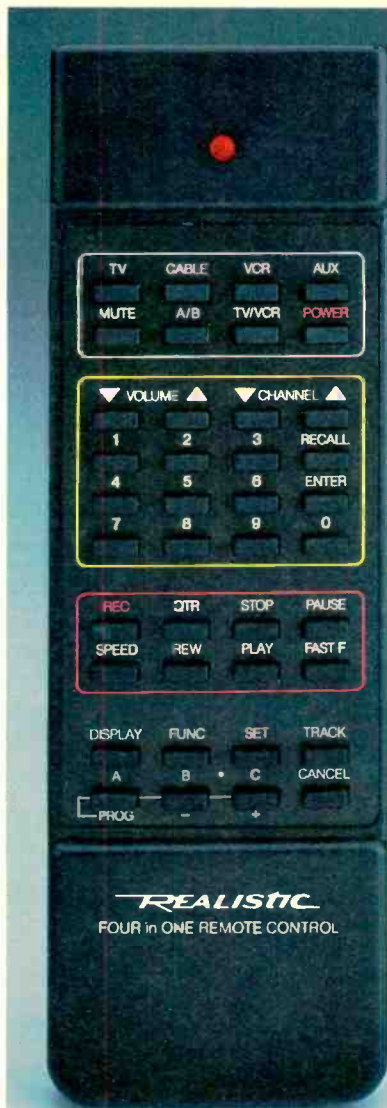 TV CABLE VCR AUX
MUTE A/B TV/VCR POWER
▼ VOLUME ▲ ▼ CHANNEL ▲
1 2 3 RECALL
4 5 6 ENTER
7 8 9 0
REC OTR STOP PAUSE
SPEED REW PLAY FAST F
DISPLAY FUNC SET TRACK
A B • C CANCEL
PROG − +
REALISTIC
FOUR in ONE REMOTE CONTROL